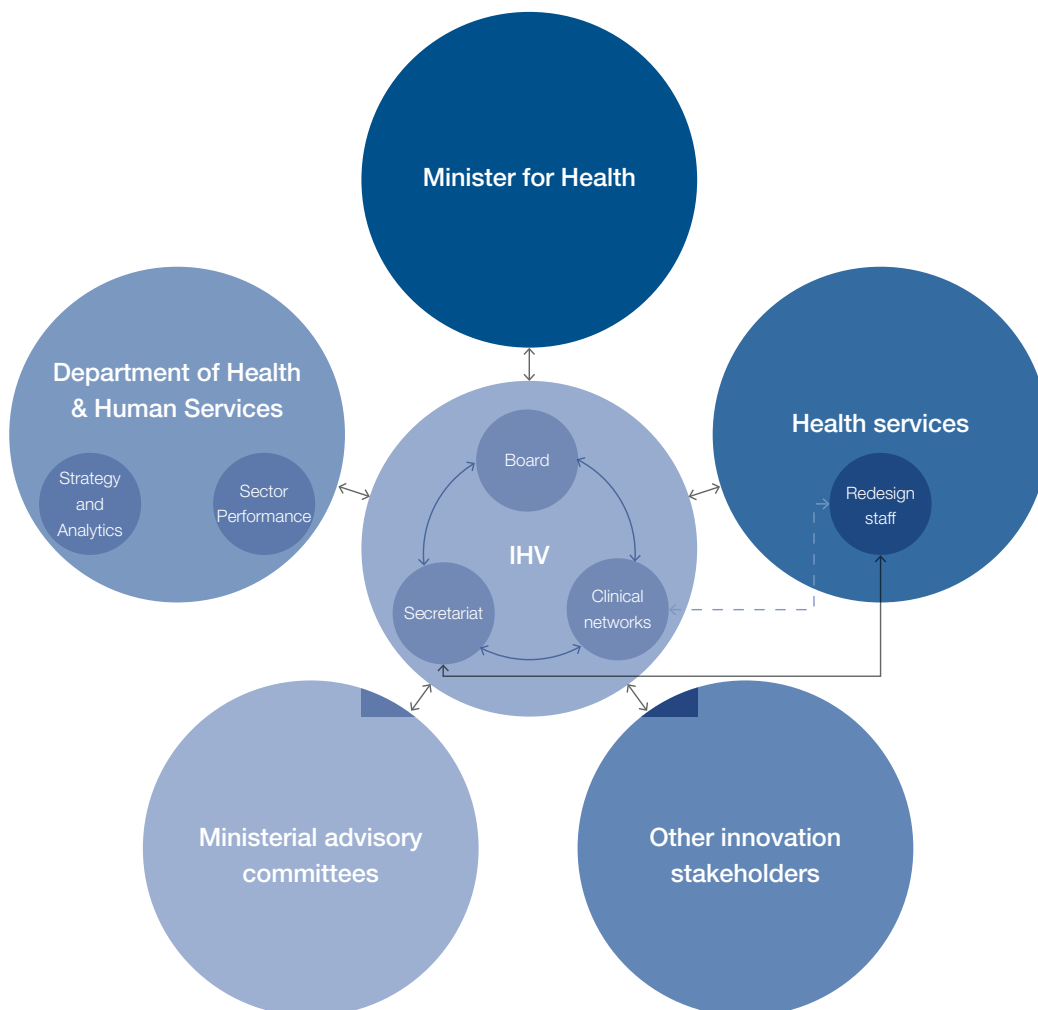 Minister for Health
Department of Health
& Human Services
Strategy
and
Analytics
Sector
Performance
Health services
Redesign
staff
Board
IHV
Secretariat
Clinical
networks
Ministerial advisory
committees
Other innovation
stakeholders